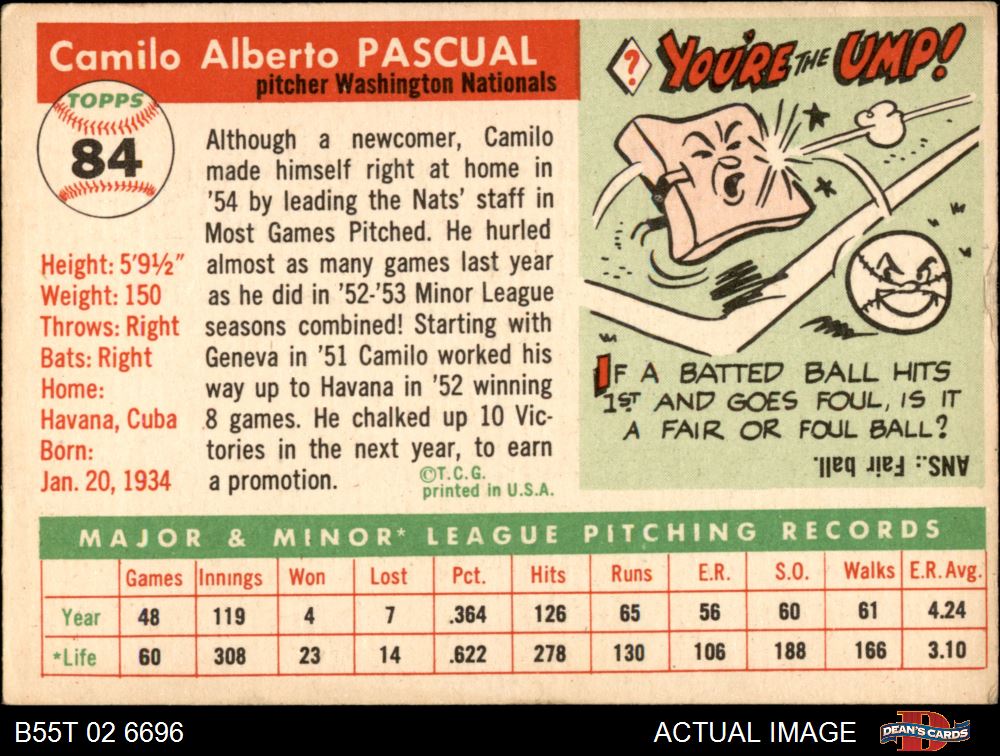 Camilo Alberto PASCUAL
pitcher Washington Nationals
TOPPS
84
Height: 5'9½"
Weight: 150
Throws: Right
Bats: Right
Home:
Havana, Cuba
Born:
Jan. 20, 1934
Although a newcomer, Camilo
made himself right at home in
'54 by leading the Nats' staff in
Most Games Pitched. He hurled
almost as many games last year
as he did in '52-'53 Minor League
seasons combined! Starting with
Geneva in '51 Camilo worked his
way up to Havana in '52 winning
8 games. He chalked up 10 Vic-
tories in the next year, to earn
a promotion.
©T.C.G.
printed in U.S.A.
? YOU'RE THE UMP!
IF A BATTED BALL HITS
1ST AND GOES FOUL, IS IT
A FAIR OR FOUL BALL?
ANS.: Fair ball.
MAJOR & MINOR* LEAGUE PITCHING RECORDS
Games Innings Won Lost Pct. Hits Runs E.R. S.O. Walks E.R. Avg.
Year 48 119 4 7 .364 126 65 56 60 61 4.24
*Life 60 308 23 14 .622 278 130 106 188 166 3.10
B55T 02 6696
ACTUAL IMAGE
D
DEAN'S CARDS